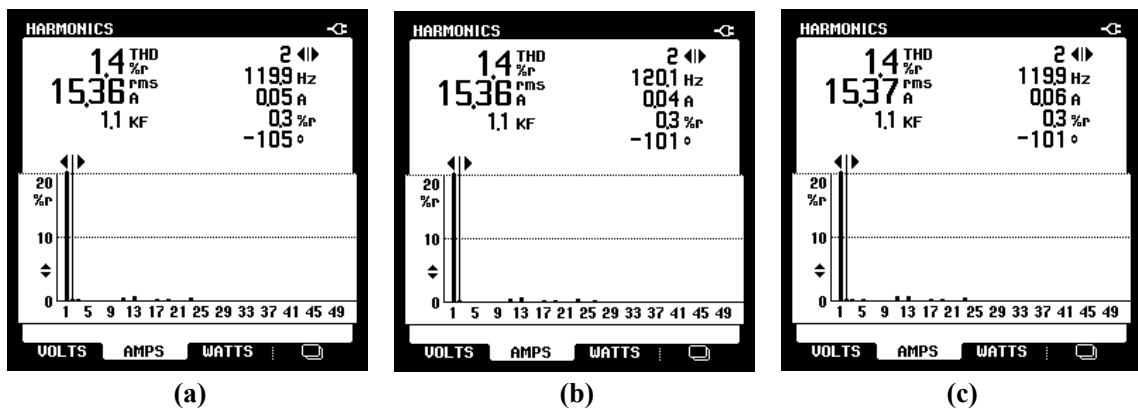 HARMONICS
1.4 THD %r
15.36 rms A
1.1 KF
2
119.9 Hz
0.05 A
0.3 %r
-105 °
20
%r
10
0
1 5 9 13 17 21 25 29 33 37 41 45 49
VOLTS AMPS WATTS
(a)
HARMONICS
1.4 THD %r
15.36 rms A
1.1 KF
2
120.1 Hz
0.04 A
0.3 %r
-101 °
20
%r
10
0
1 5 9 13 17 21 25 29 33 37 41 45 49
VOLTS AMPS WATTS
(b)
HARMONICS
1.4 THD %r
15.37 rms A
1.1 KF
2
119.9 Hz
0.06 A
0.3 %r
-101 °
20
%r
10
0
1 5 9 13 17 21 25 29 33 37 41 45 49
VOLTS AMPS WATTS
(c)